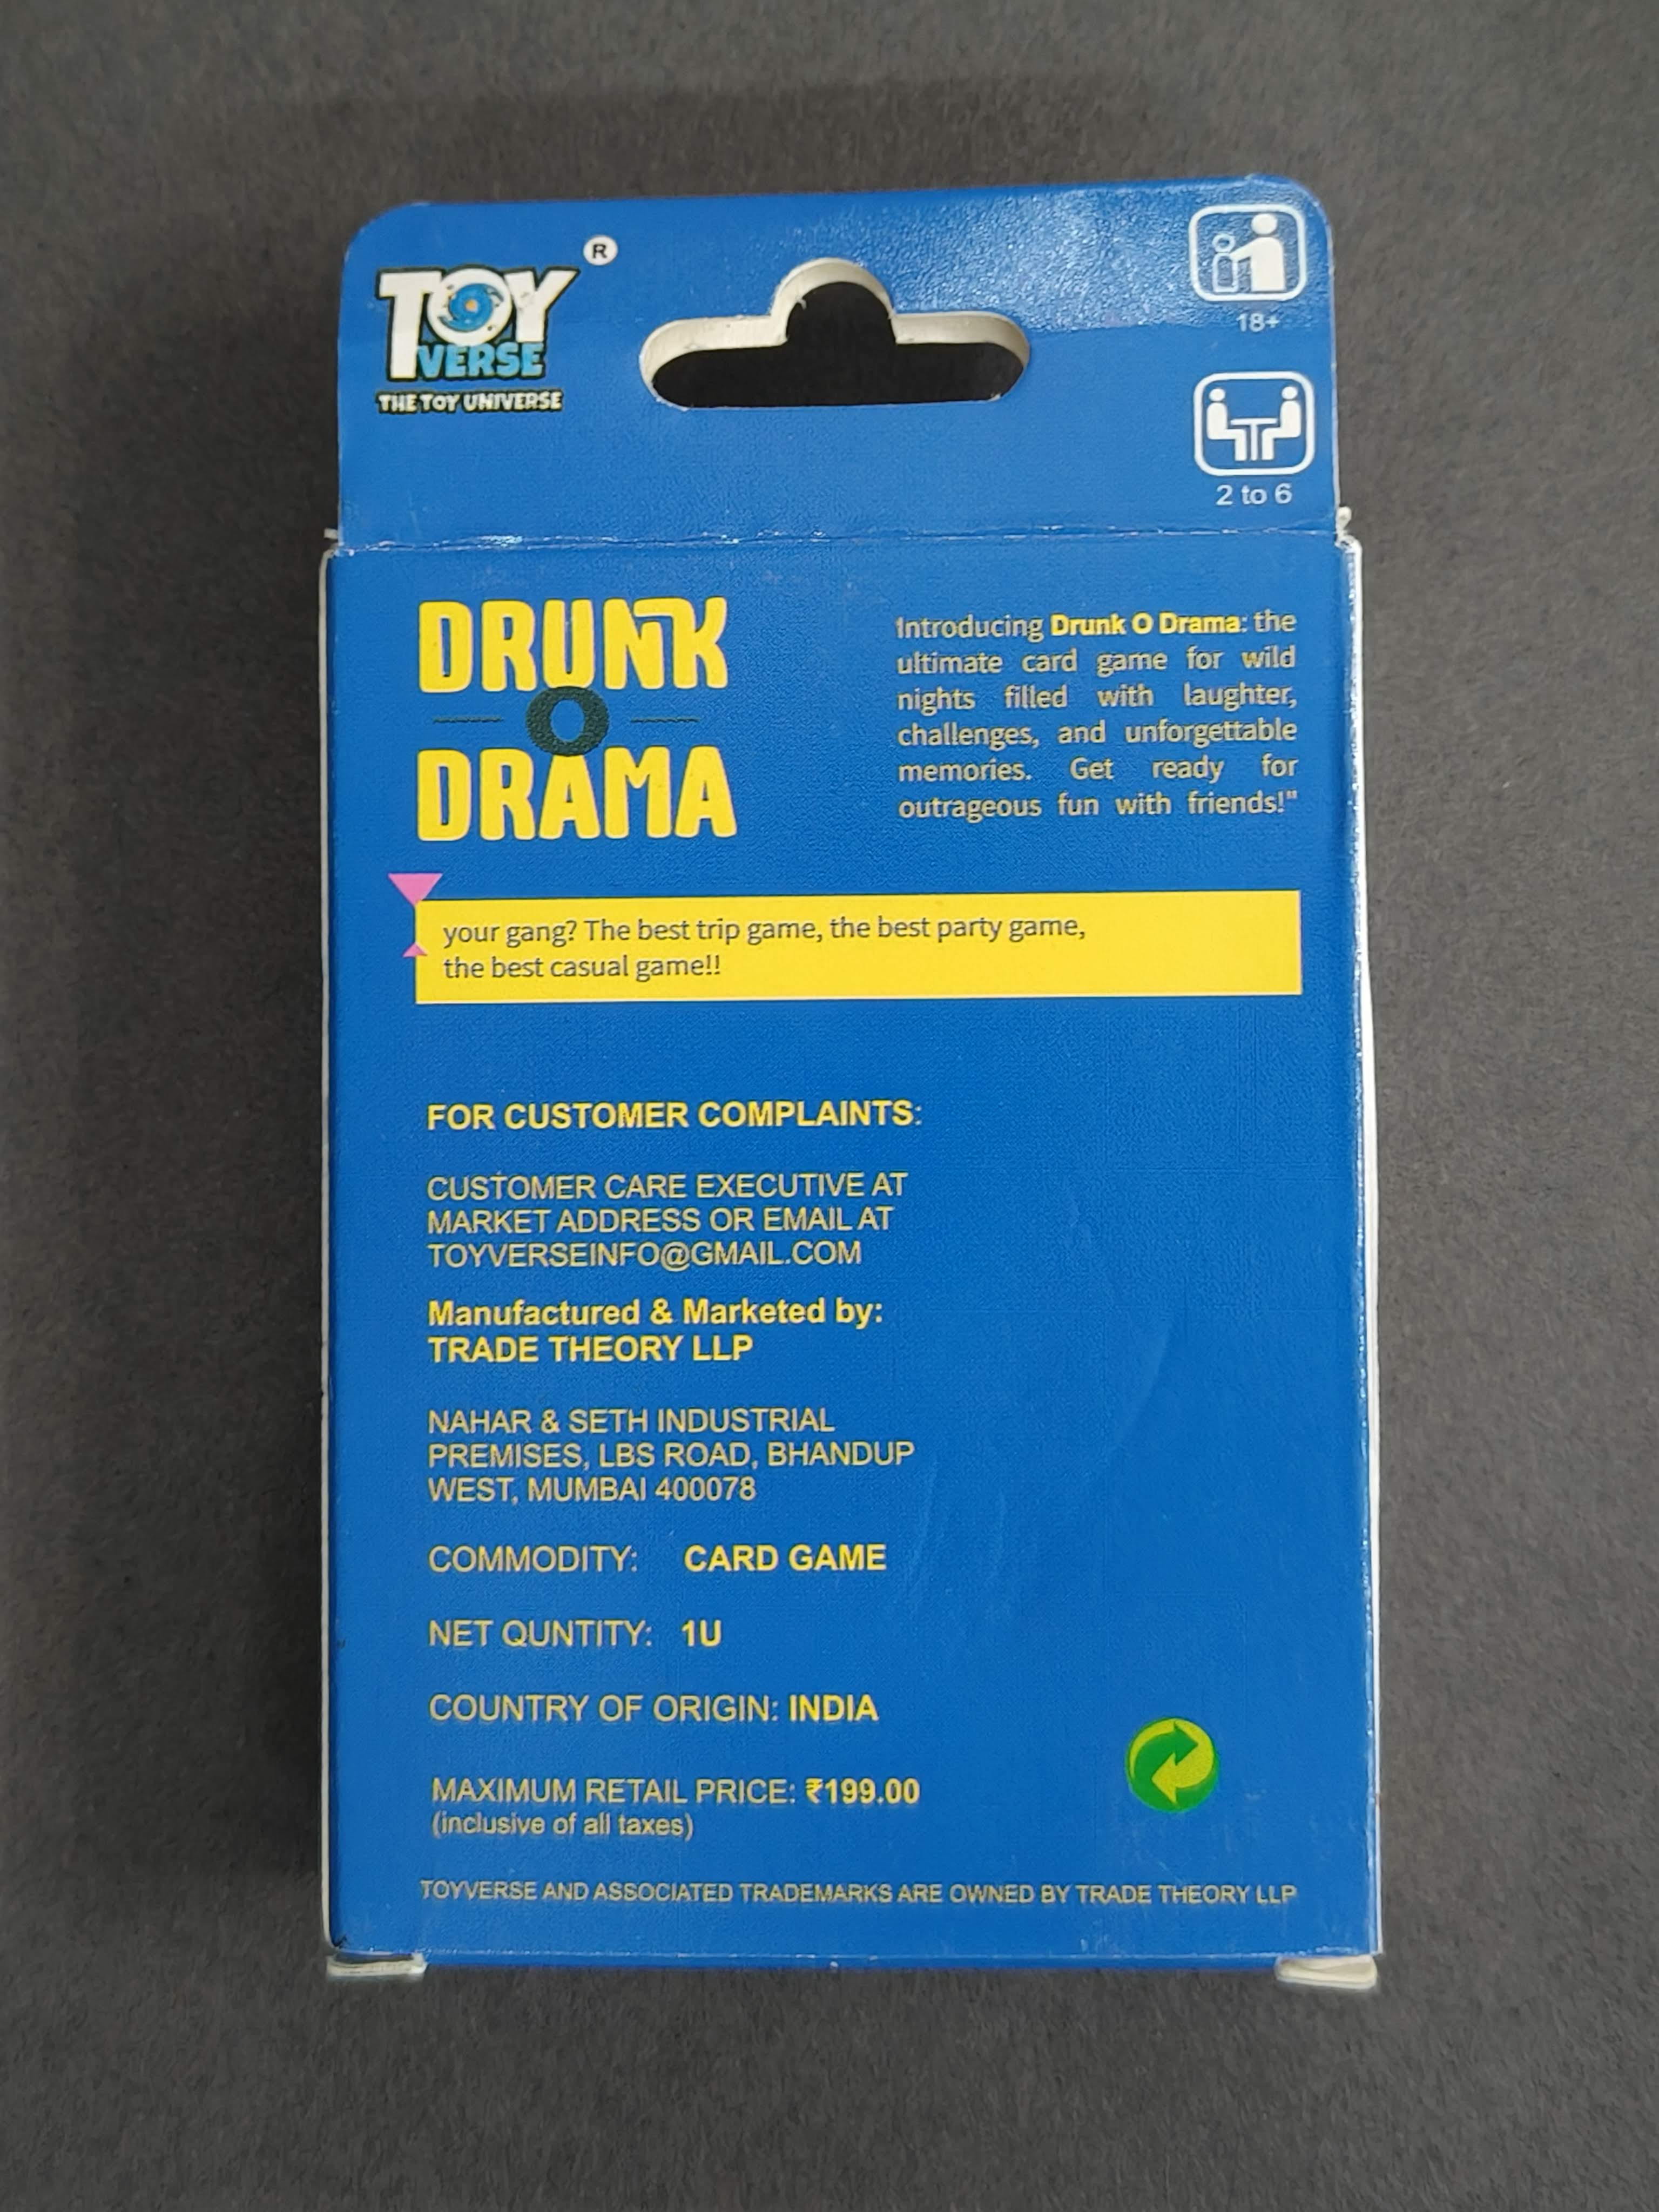 TOY
VERSE
THE TOY UNIVERSE
®
18+
2 to 6
DRUNK
O
DRAMA
Introducing Drunk O Drama: the
ultimate card game for wild
nights filled with laughter,
challenges, and unforgettable
memories. Get ready for
outrageous fun with friends!"
your gang? The best trip game, the best party game,
the best casual game!!
FOR CUSTOMER COMPLAINTS:
CUSTOMER CARE EXECUTIVE AT
MARKET ADDRESS OR EMAIL AT
TOYVERSEINFO@GMAIL.COM
Manufactured & Marketed by:
TRADE THEORY LLP
NAHAR & SETH INDUSTRIAL
PREMISES, LBS ROAD, BHANDUP
WEST, MUMBAI 400078
COMMODITY: CARD GAME
NET QUNTITY: 1U
COUNTRY OF ORIGIN: INDIA
MAXIMUM RETAIL PRICE: ₹199.00
(inclusive of all taxes)
TOYVERSE AND ASSOCIATED TRADEMARKS ARE OWNED BY TRADE THEORY LLP